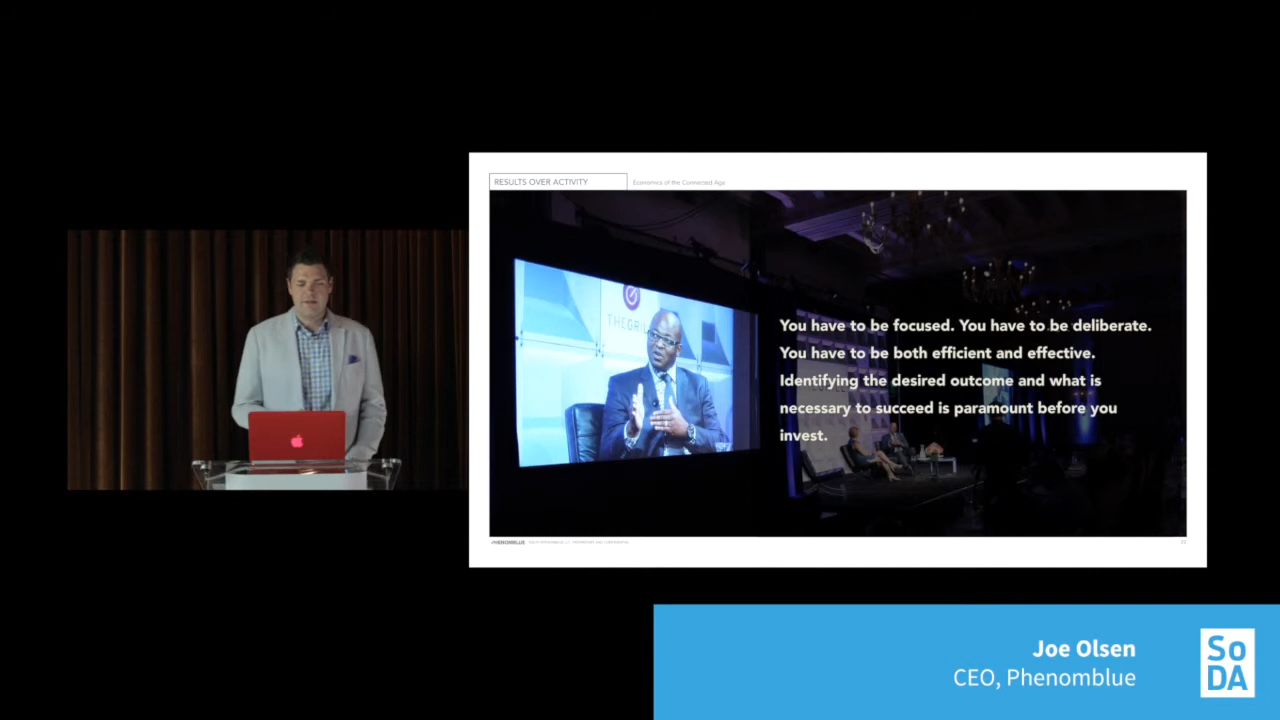 RESULTS OVER ACTIVITY
Economics of the Connected Age
THEGRIL
You have to be focused. You have to be deliberate.
You have to be both efficient and effective.
Identifying the desired outcome and what is
necessary to succeed is paramount before you
invest.
PHENOMBLUE
Joe Olsen
CEO, Phenomblue
So
DA